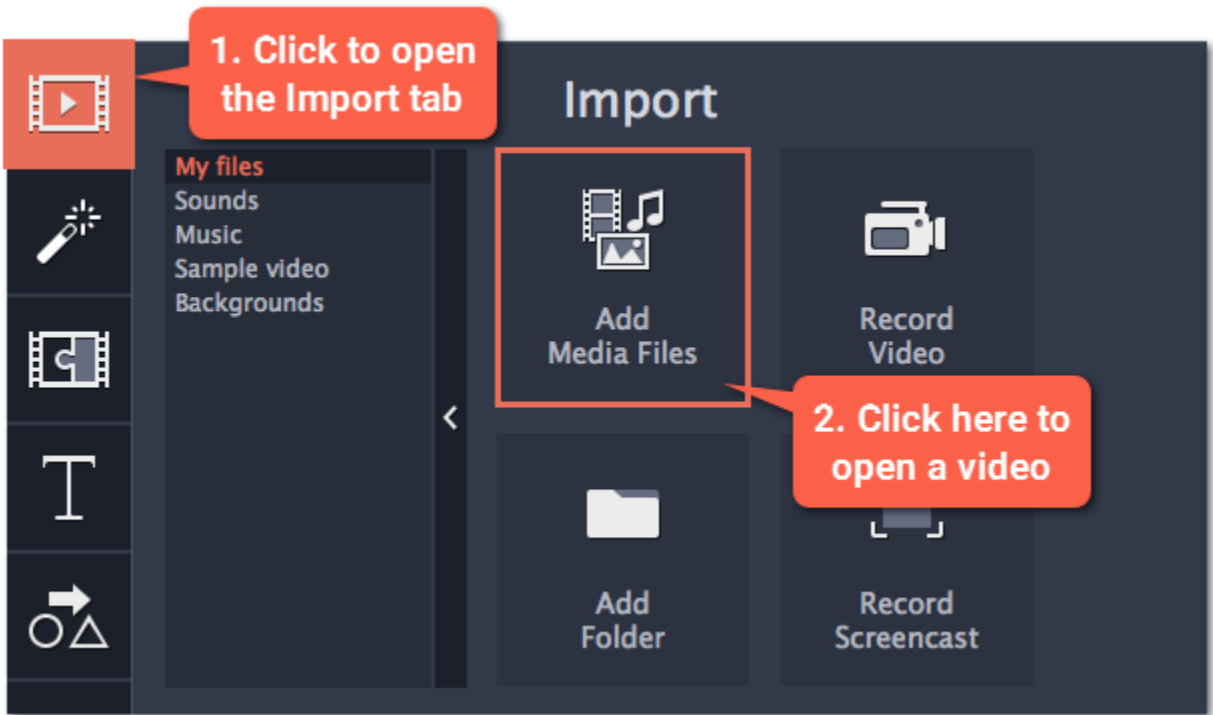 1. Click to open
the Import tab
Import
My files
Sounds
Music
Sample video
Backgrounds
Add
Media Files
Record
Video
2. Click here to
open a video
Add
Folder
Record
Screencast